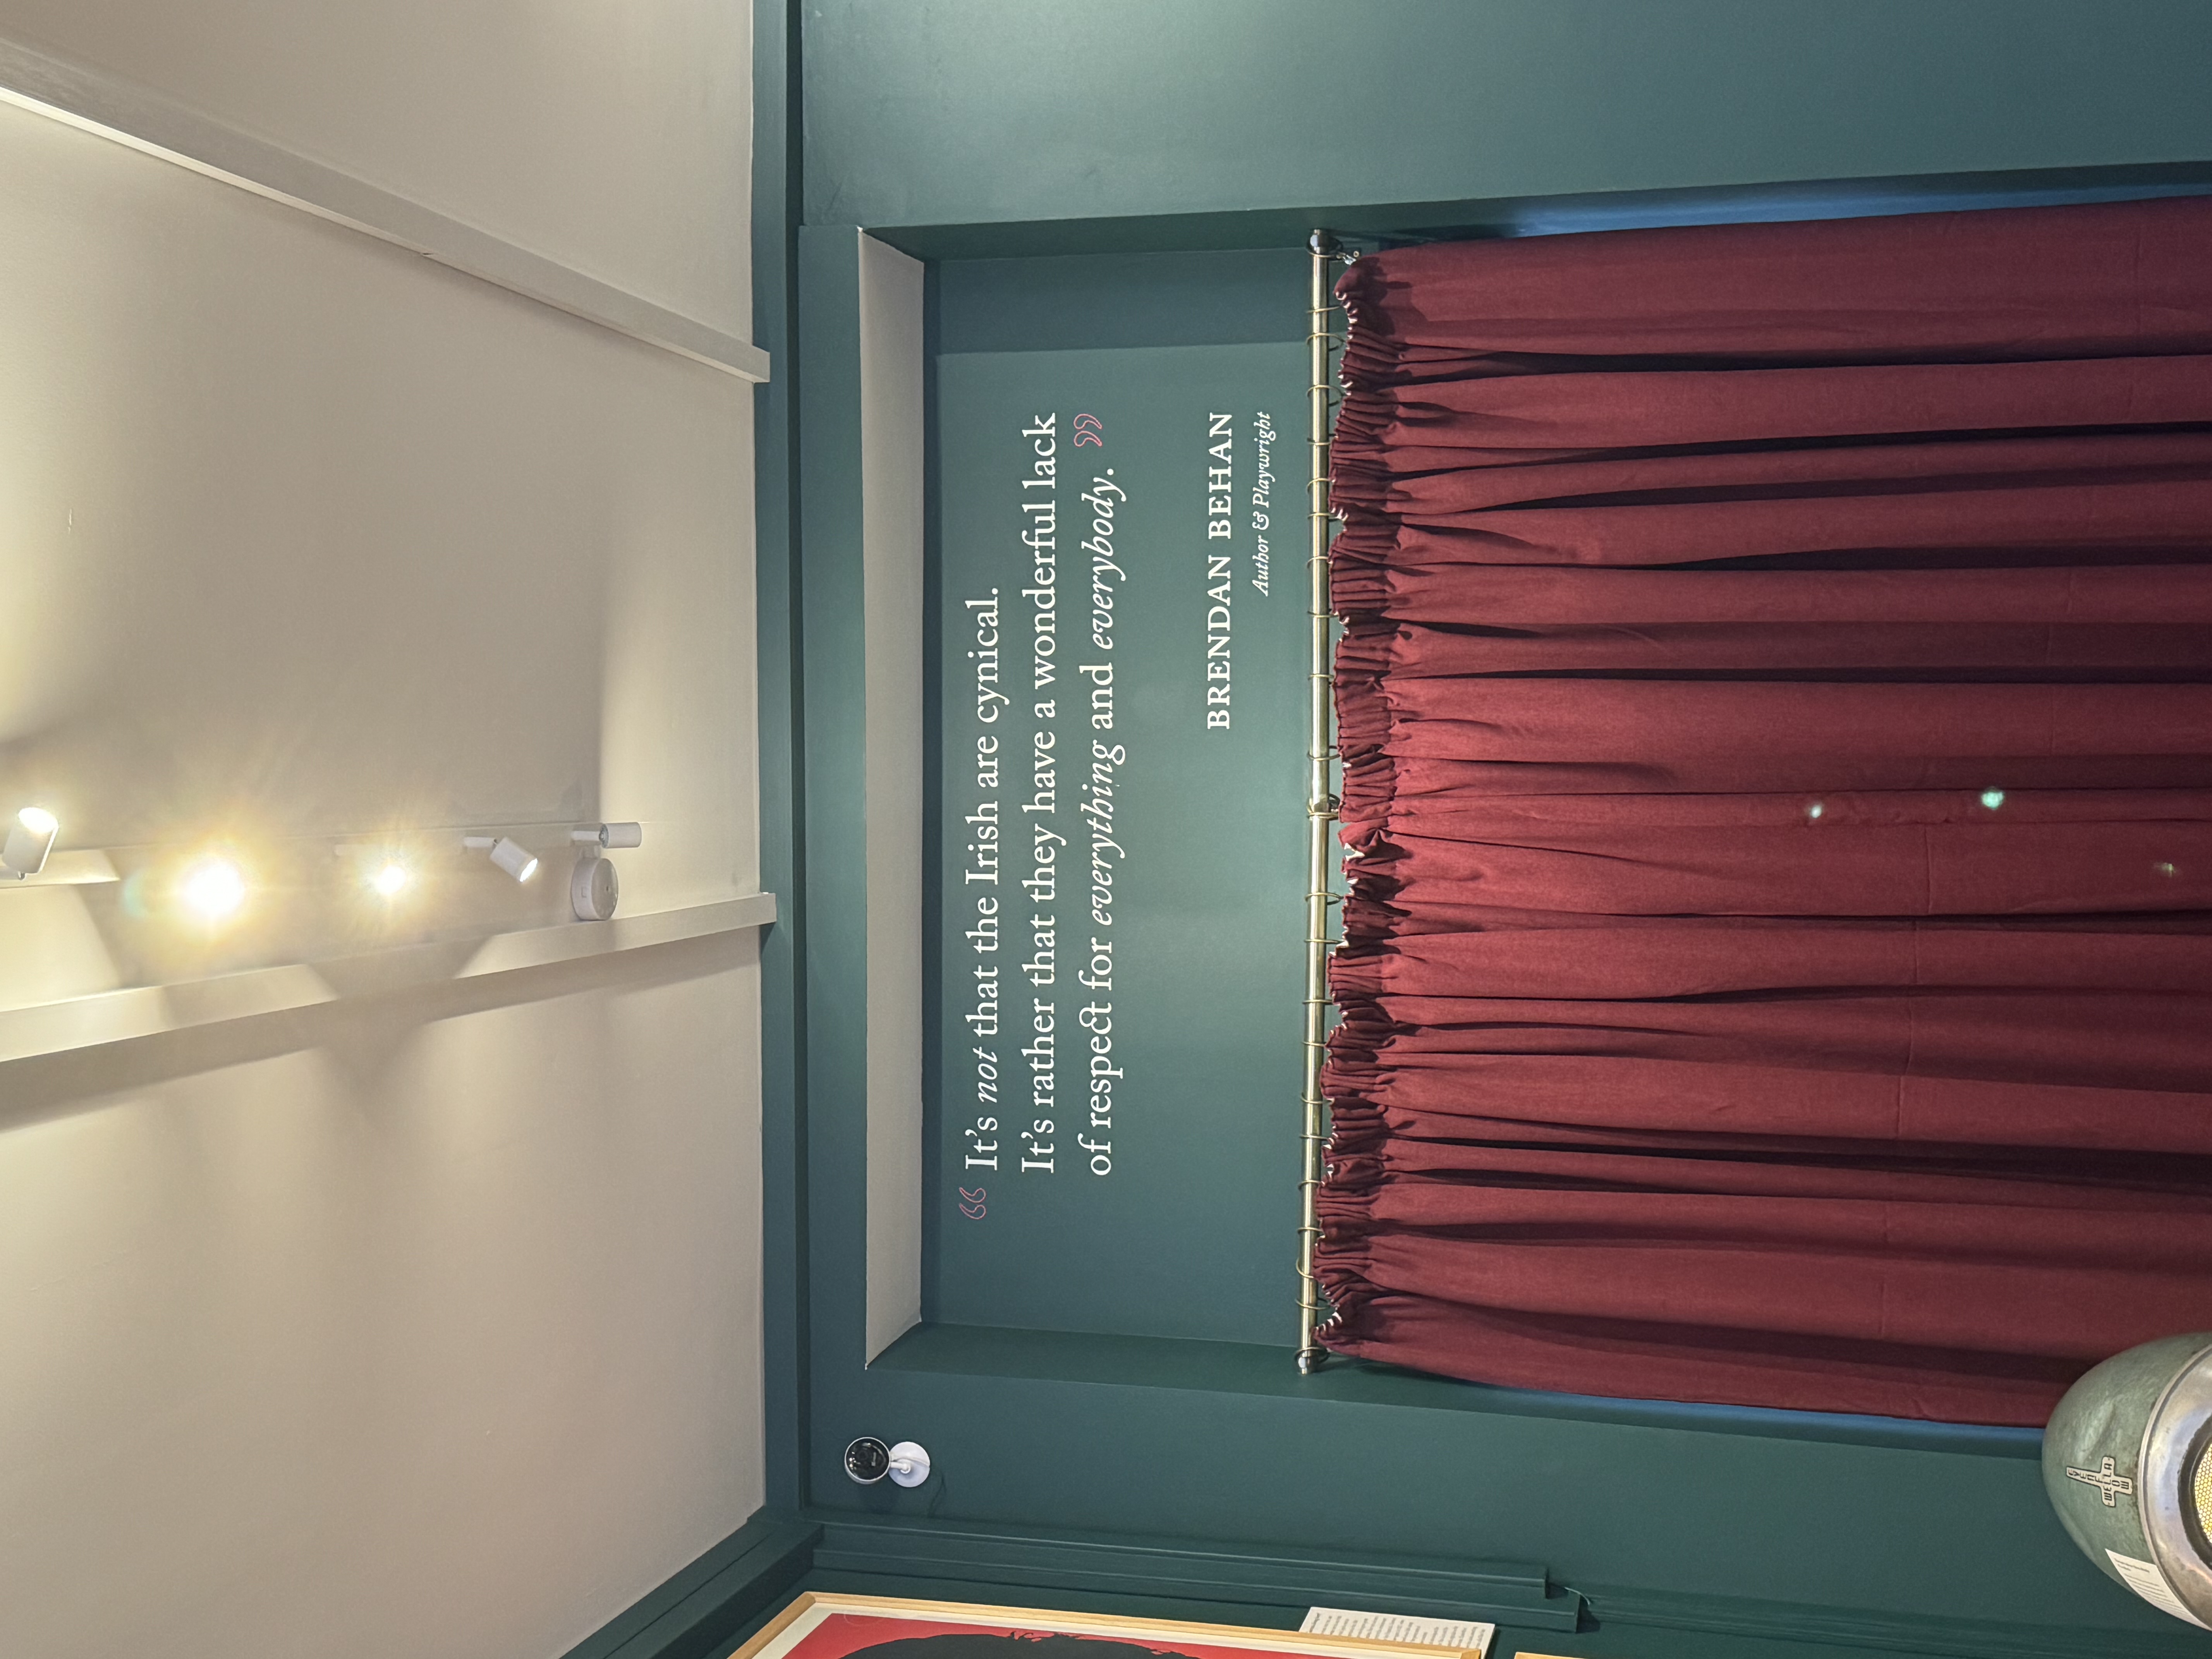 “ It’s not that the Irish are cynical.
It’s rather that they have a wonderful lack
of respect for everything and everybody. ”
BRENDAN BEHAN
Author & Playwright
EVENFLOW
WELLA